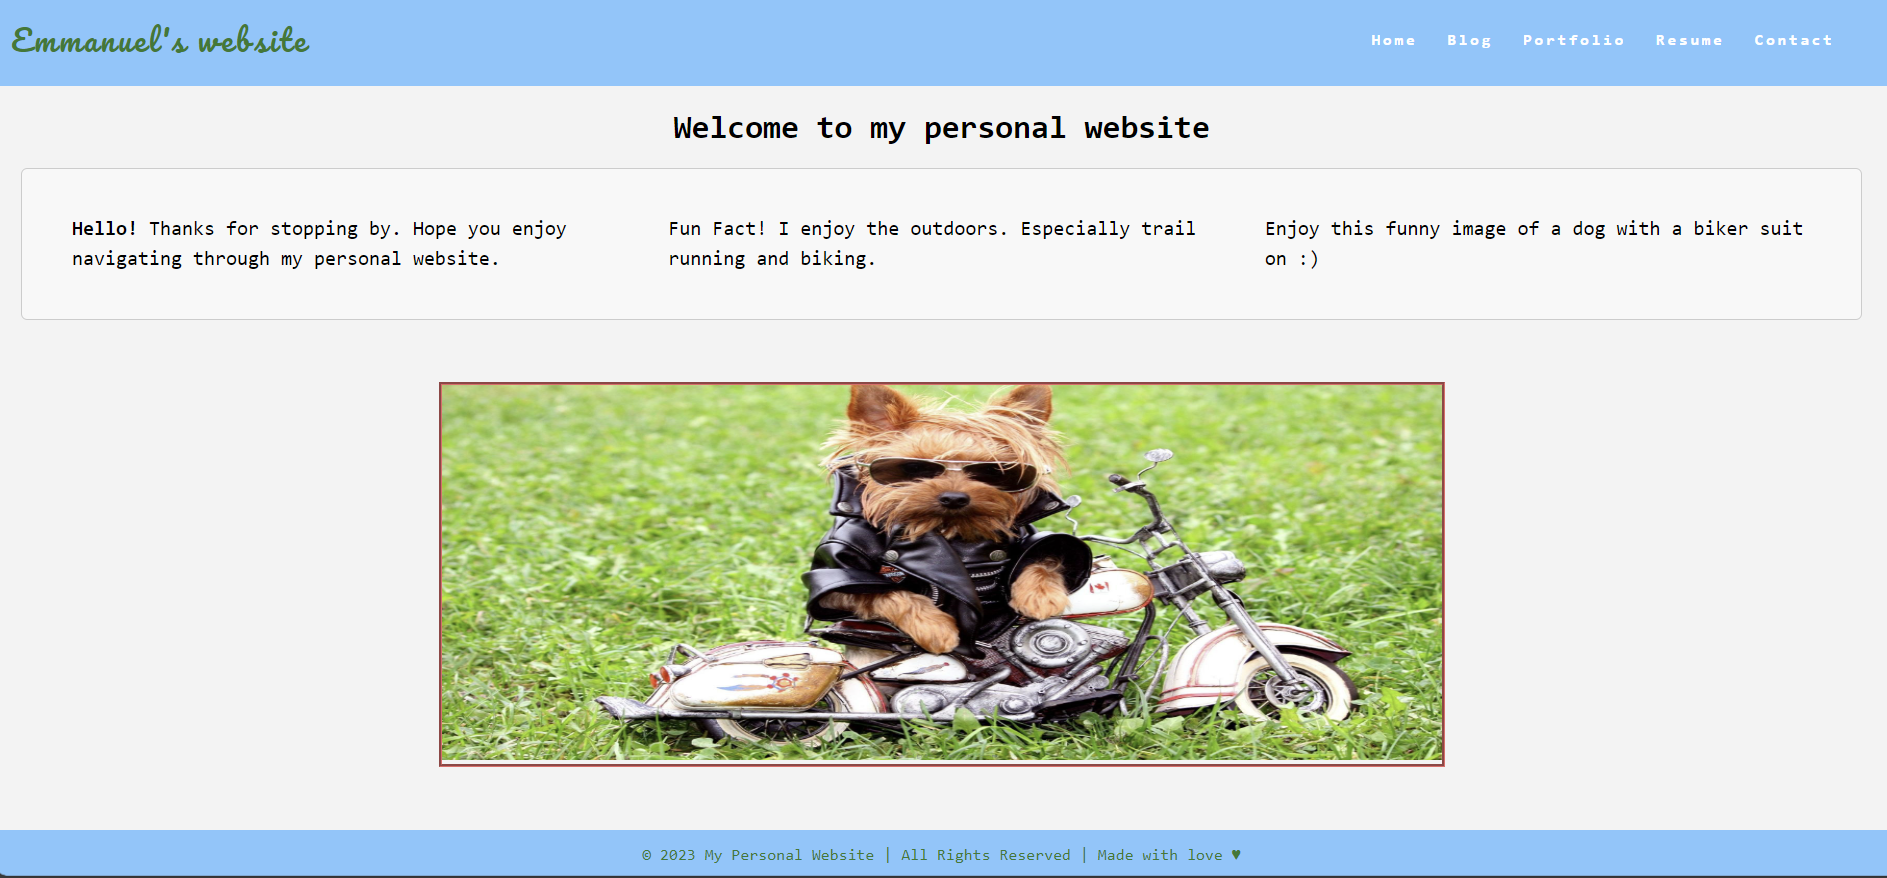 Emmanuel's website
Home Blog Portfolio Resume Contact
Welcome to my personal website
Hello! Thanks for stopping by. Hope you enjoy
navigating through my personal website.
Fun Fact! I enjoy the outdoors. Especially trail
running and biking.
Enjoy this funny image of a dog with a biker suit
on :)
© 2023 My Personal Website | All Rights Reserved | Made with love ♥